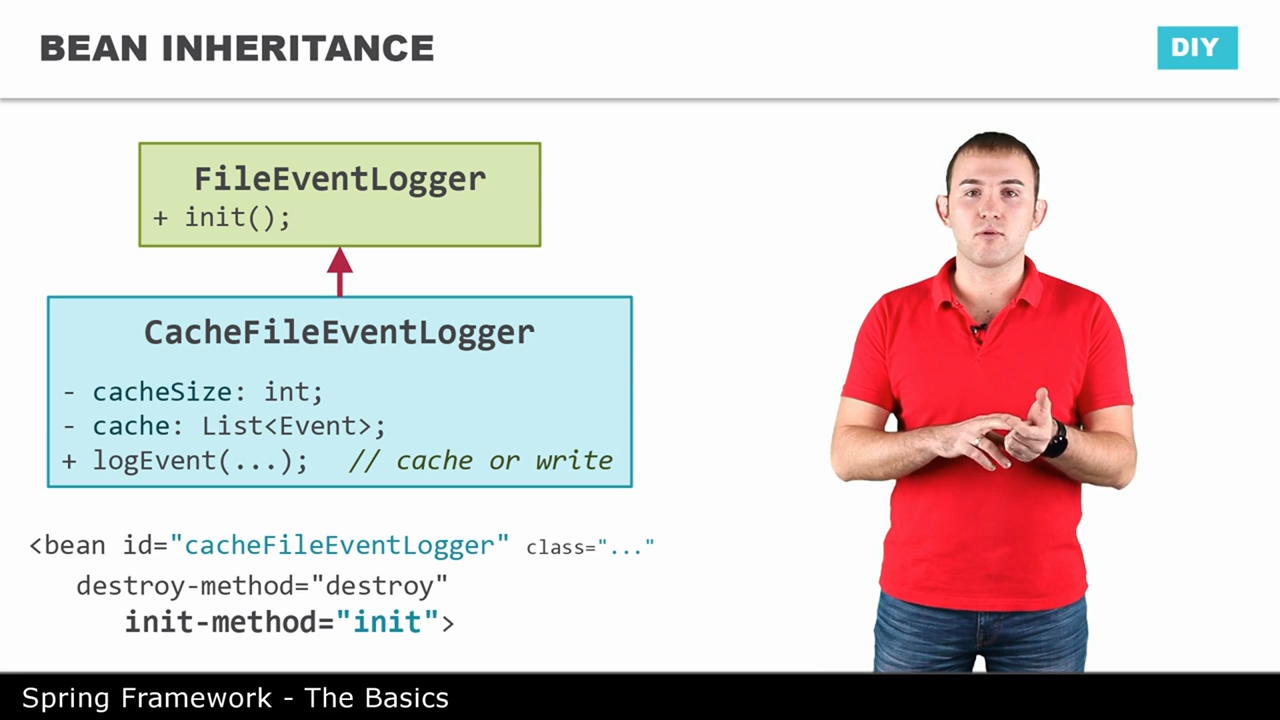 BEAN INHERITANCE
DIY
FileEventLogger
+ init();
CacheFileEventLogger
- cacheSize: int;
- cache: List<Event>;
+ logEvent(...); // cache or write
<bean id="cacheFileEventLogger" class="..."
destroy-method="destroy"
init-method="init">
Spring Framework - The Basics